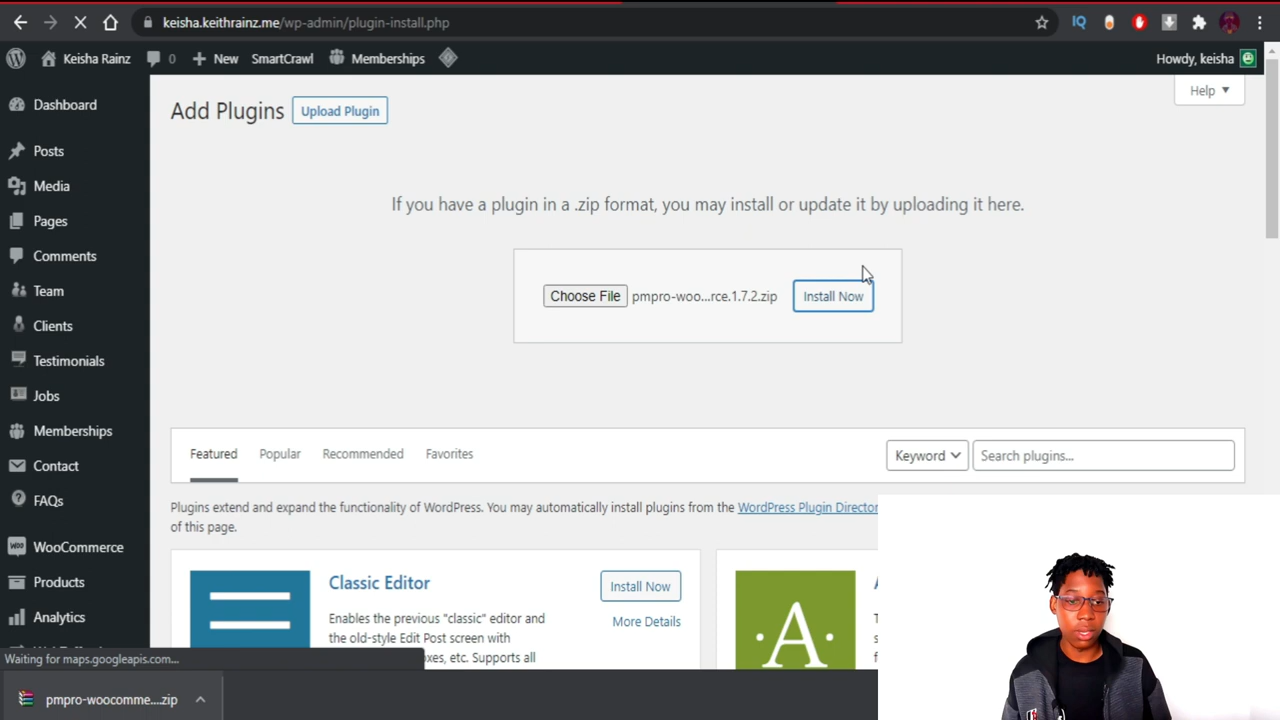 keisha.keithrainz.me/wp-admin/plugin-install.php
IQ
Keisha Rainz
0
New
SmartCrawl
Memberships
Howdy, keisha
Dashboard
Posts
Media
Pages
Comments
Team
Clients
Testimonials
Jobs
Memberships
Contact
FAQs
WooCommerce
Products
Analytics
Add Plugins
Upload Plugin
Help
If you have a plugin in a .zip format, you may install or update it by uploading it here.
Choose File pmpro-woo...rce.1.7.2.zip
Install Now
Featured
Popular
Recommended
Favorites
Keyword
Search plugins...
Plugins extend and expand the functionality of WordPress. You may automatically install plugins from the WordPress Plugin Director
of this page.
Classic Editor
Install Now
More Details
Enables the previous "classic" editor and
the old-style Edit Post screen with
oxes, etc. Supports all
A
Waiting for maps.googleapis.com...
pmpro-woocomme....zip